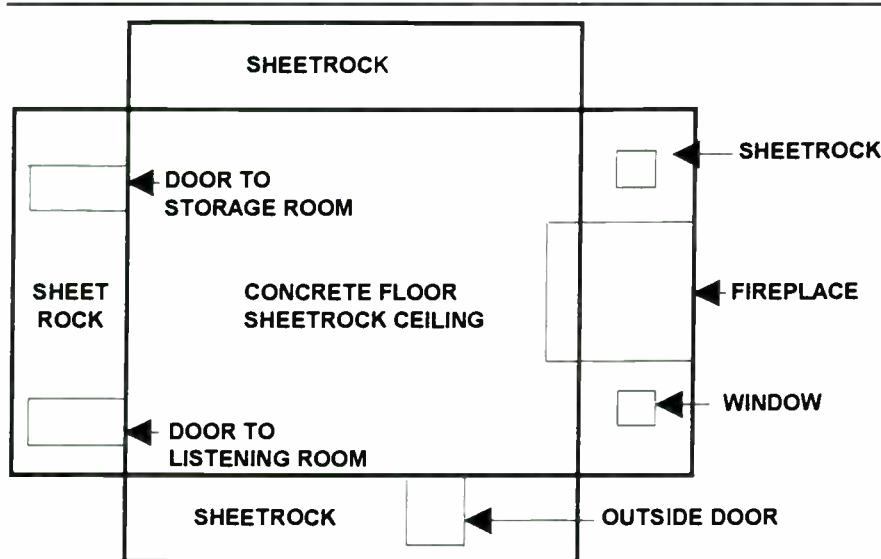 SHEETROCK
SHEETROCK
DOOR TO
STORAGE ROOM
SHEET
ROCK
CONCRETE FLOOR
SHEETROCK CEILING
FIREPLACE
WINDOW
DOOR TO
LISTENING ROOM
SHEETROCK
OUTSIDE DOOR